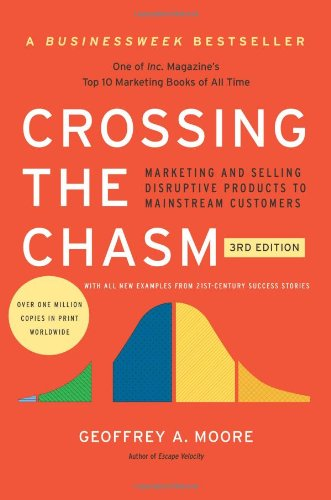 A BUSINESSWEEK BESTSELLER
One of Inc. Magazine's
Top 10 Marketing Books of All Time
CROSSING
THE
CHASM
MARKETING AND SELLING
DISRUPTIVE PRODUCTS TO
MAINSTREAM CUSTOMERS
3RD EDITION
WITH ALL NEW EXAMPLES FROM 21ST-CENTURY SUCCESS STORIES
OVER ONE MILLION
COPIES IN PRINT
WORLDWIDE
GEOFFREY A. MOORE
Author of Escape Velocity